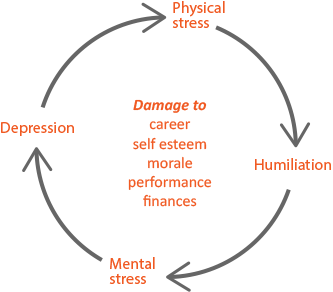 Physical
stress
Damage to
career
self esteem
morale
performance
finances
Depression
Humiliation
Mental
stress